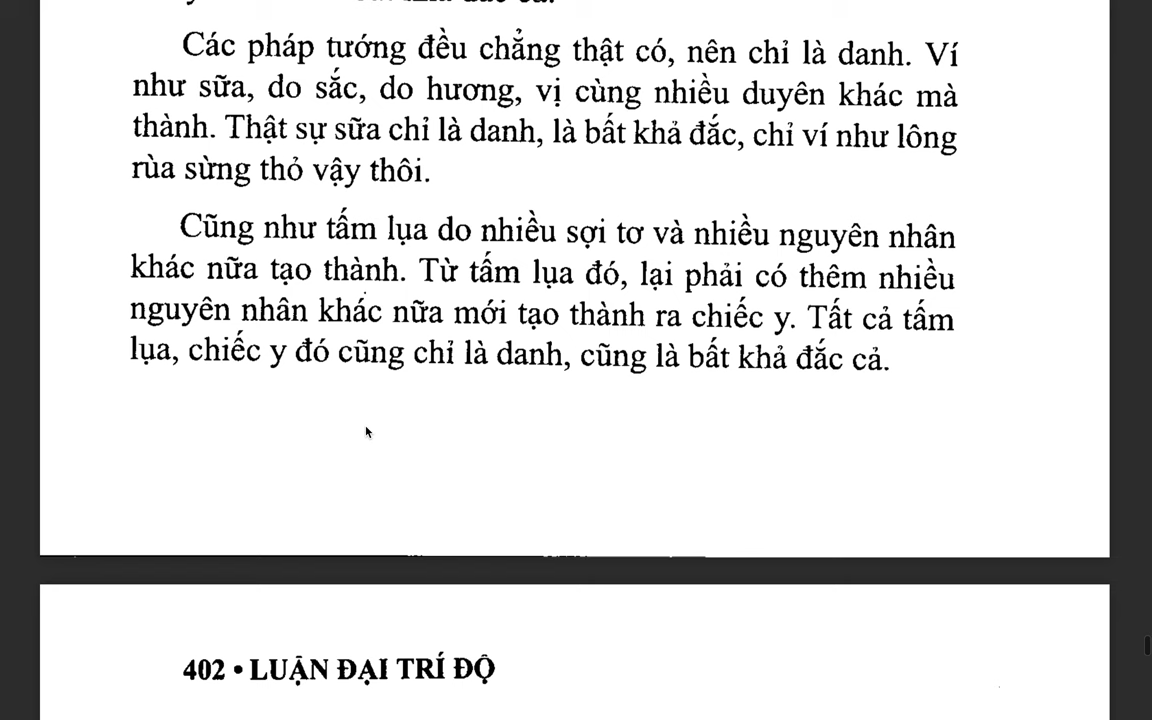 Các pháp tướng đều chẳng thật có, nên chỉ là danh. Ví
như sữa, do sắc, do hương, vị cùng nhiều duyên khác mà
thành. Thật sự sữa chỉ là danh, là bất khả đắc, chỉ ví như lông
rùa sừng thỏ vậy thôi.
Cũng như tấm lụa do nhiều sợi tơ và nhiều nguyên nhân
khác nữa tạo thành. Từ tấm lụa đó, lại phải có thêm nhiều
nguyên nhân khác nữa mới tạo thành ra chiếc y. Tất cả tấm
lụa, chiếc y đó cũng chỉ là danh, cũng là bất khả đắc cả.
402 • LUẬN ĐẠI TRÍ ĐỘ